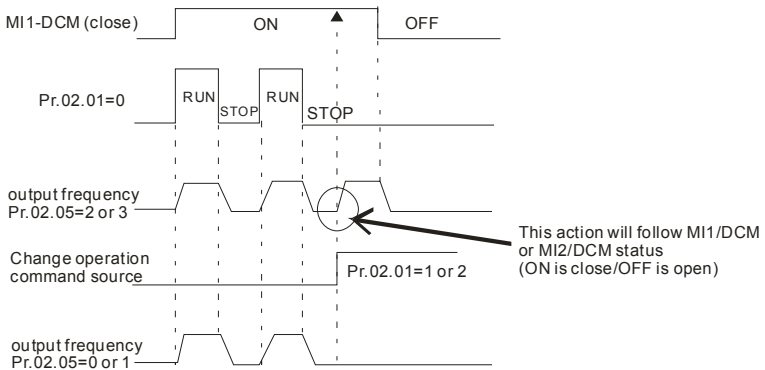 MI1-DCM (close)
ON
OFF
Pr.02.01=0
RUN
STOP
RUN
STOP
output frequency
Pr.02.05=2 or 3
This action will follow MI1/DCM
or MI2/DCM status
(ON is close/OFF is open)
Change operation
command source
Pr.02.01=1 or 2
output frequency
Pr.02.05=0 or 1